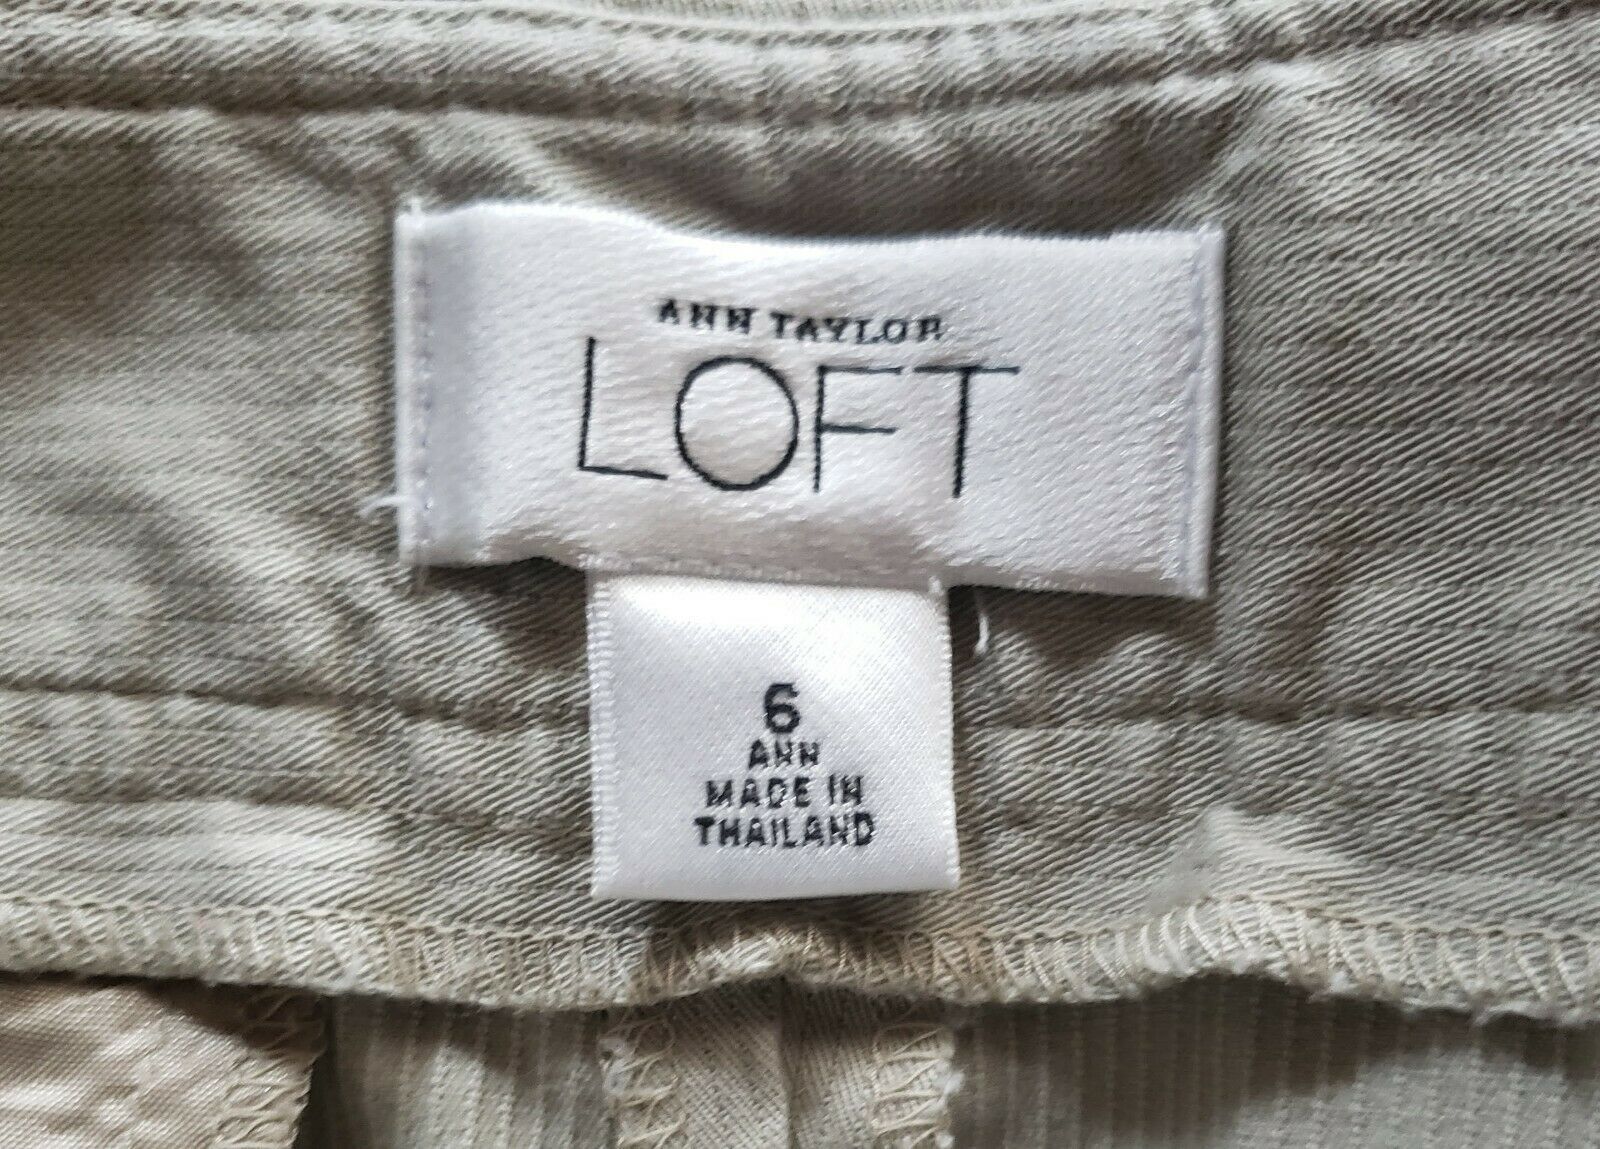 ANN TAYLOR
LOFT
6
ANN
MADE IN
THAILAND